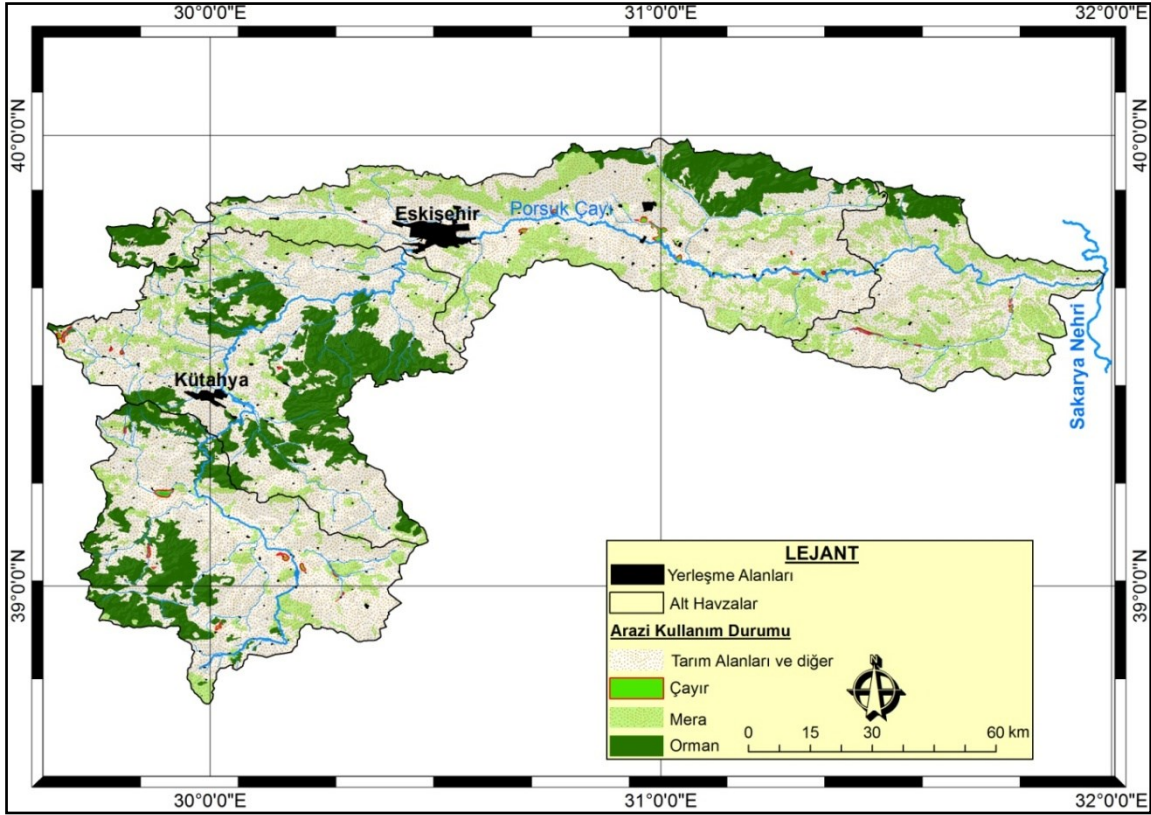 30°0'0"E
31°0'0"E
32°0'0"E
40°0'0"N
40°0'0"N
Eskişehir
Porsuk Çayı
Kütahya
Sakarya Nehri
39°0'0"N
39°0'0"N
LEJANT
Yerleşme Alanları
Alt Havzalar
Arazi Kullanım Durumu
Tarım Alanları ve diğer
Çayır
Mera
Orman
N
0 15 30 60 km
30°0'0"E
31°0'0"E
32°0'0"E